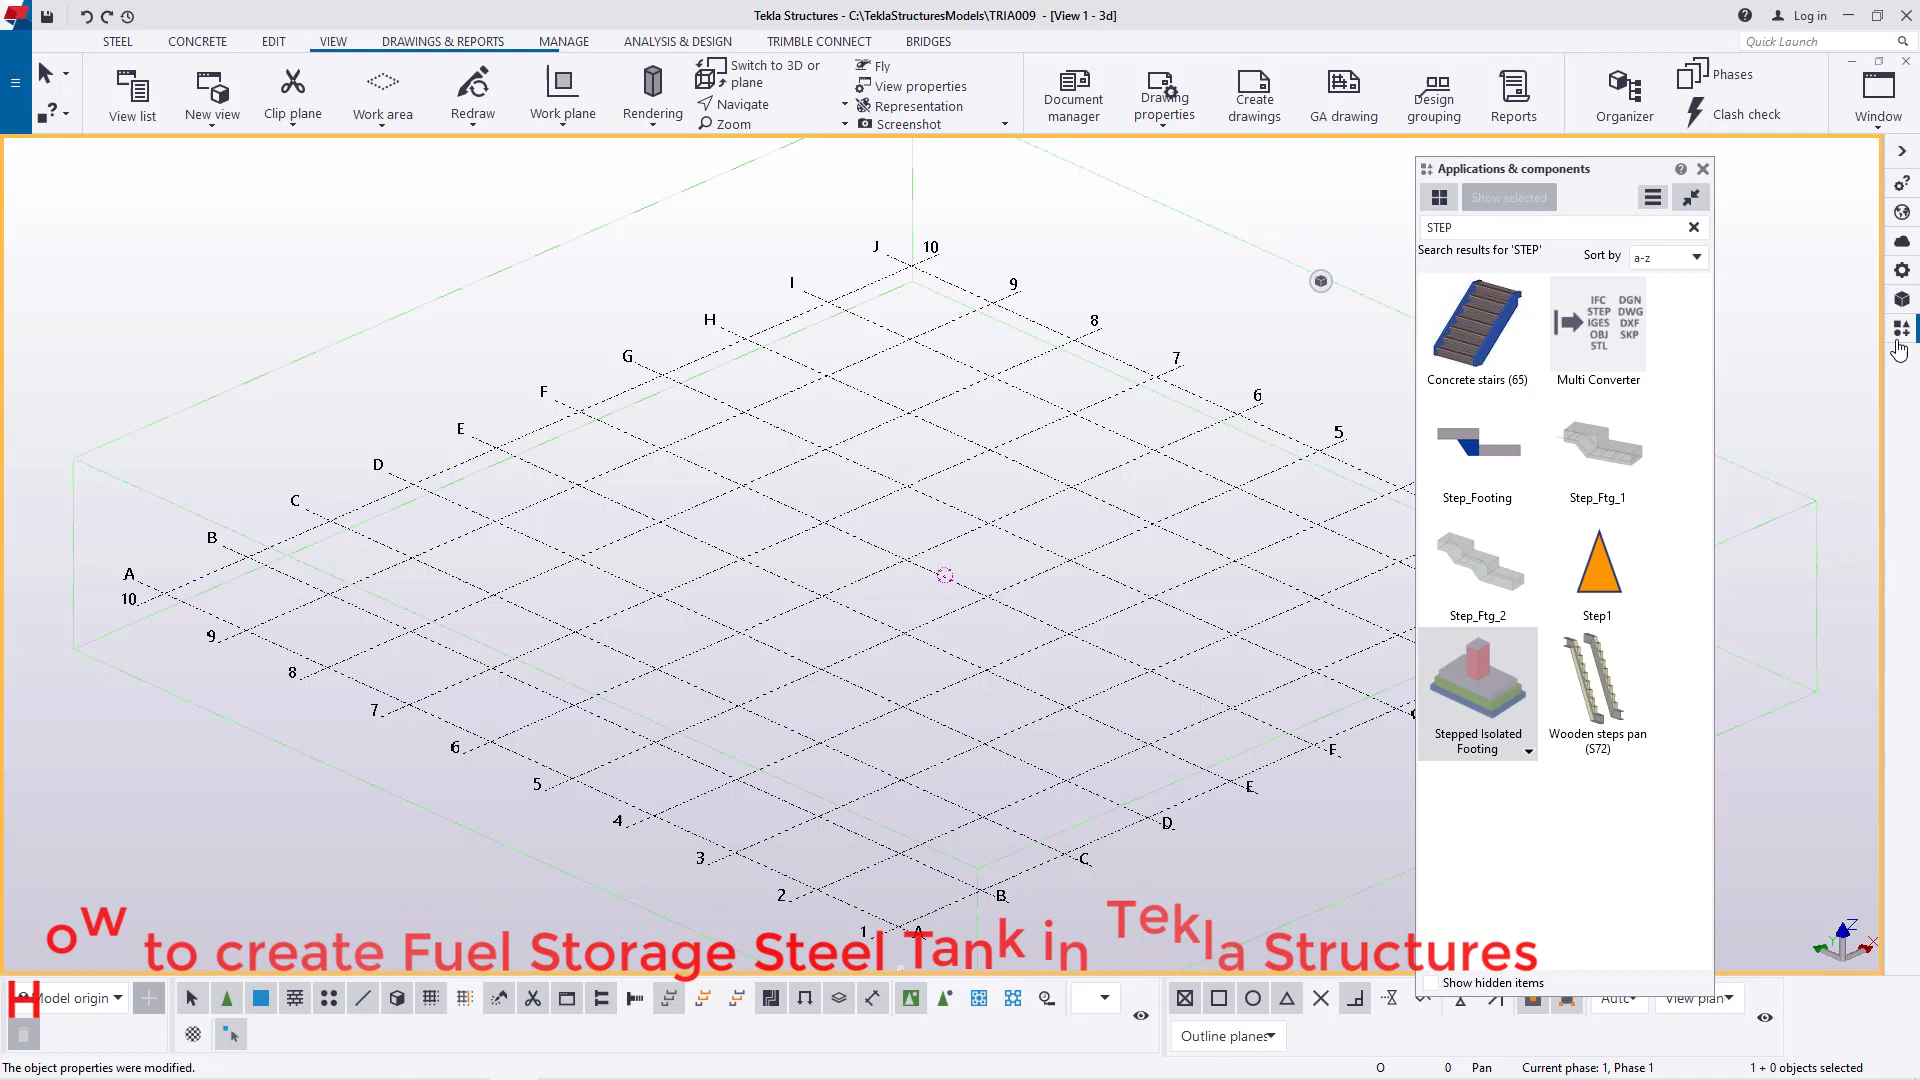 Tekla Structures - C:\TeklaStructuresModels\TRIA009 - [View 1 - 3d]
Log in
STEEL CONCRETE EDIT VIEW DRAWINGS & REPORTS MANAGE ANALYSIS & DESIGN TRIMBLE CONNECT BRIDGES
Quick Launch
View list
New view
Clip plane
Work area
Redraw
Work plane
Rendering
Switch to 3D or
plane
Navigate
Zoom
Fly
View properties
Representation
Screenshot
Document
manager
Drawing
properties
Create
drawings
GA drawing
Design
grouping
Reports
Organizer
Phases
Clash check
Window
Applications & components
Show selected
STEP
Search results for 'STEP'
Sort by a-z
IFC DGN
STEP DWG
IGES DXF
OBJ SKP
STL
Concrete stairs (65) Multi Converter
Step_Footing Step_Ftg_1
Step_Ftg_2 Step1
Stepped Isolated
Footing
Wooden steps pan
(S72)
Show hidden items
J 10
I 9
H 8
G 7
F 6
E 5
D
C
B
A
10
9
8
7
6
5
4
3
2
1
F
E
D
C
B
A
How to create Fuel Storage Steel Tank in Tekla Structures
Model origin
Auto
View plan
Outline planes
The object properties were modified.
O 0 Pan Current phase: 1, Phase 1 1 + 0 objects selected
Z
Y
X